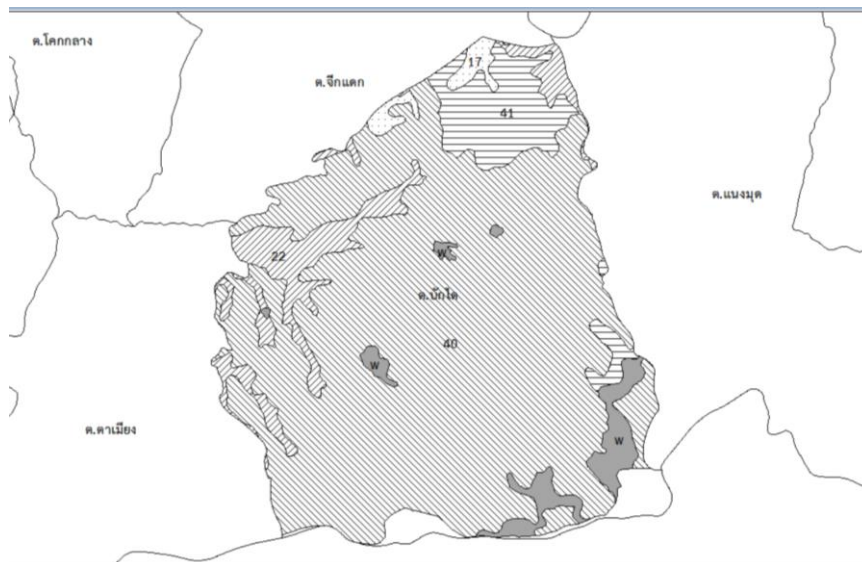 ต.โคกกลาง
17
ต.จีกแดก
41
ต.แนงมุด
22
W
ต.บักได
40
W
ต.ตาเมียง
W